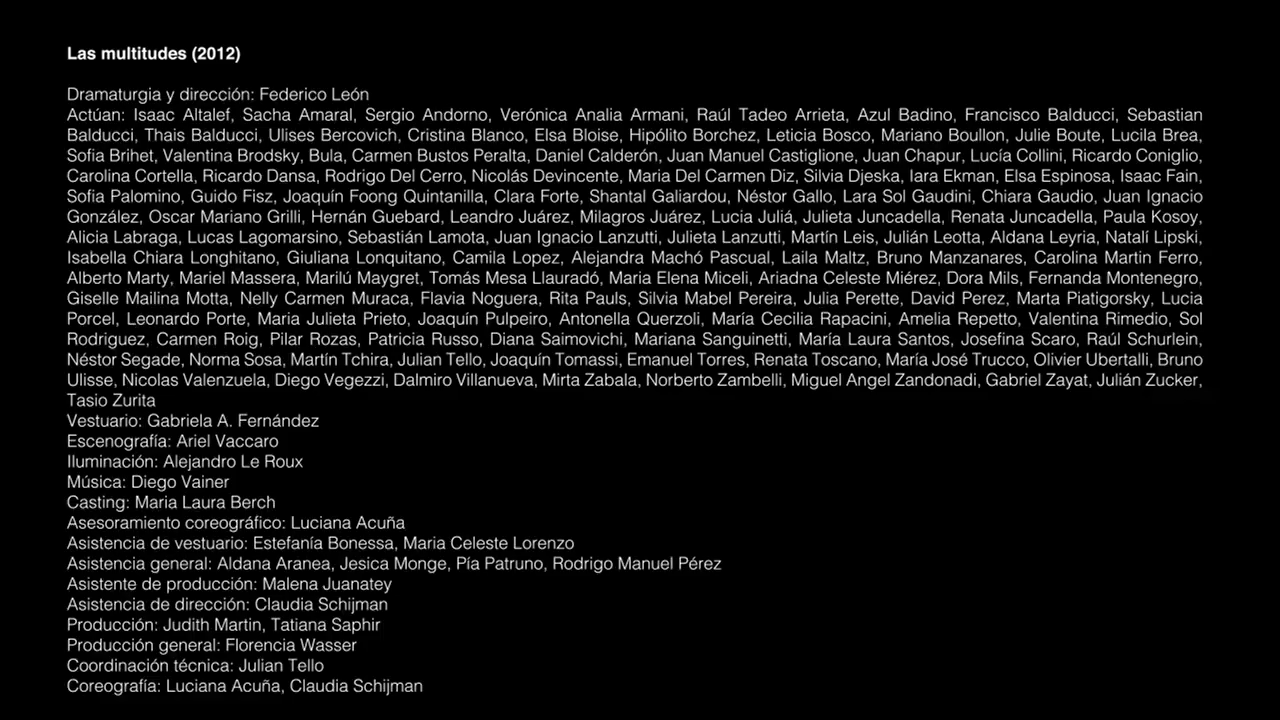 Las multitudes (2012)
Dramaturgia y dirección: Federico León
Actúan: Isaac Altalef, Sacha Amaral, Sergio Andorno, Verónica Analia Armani, Raúl Tadeo Arrieta, Azul Badino, Francisco Balducci, Sebastian
Balducci, Thais Balducci, Ulises Bercovich, Cristina Blanco, Elsa Bloise, Hipólito Borchez, Leticia Bosco, Mariano Boullon, Julie Boute, Lucila Brea,
Sofia Brihet, Valentina Brodsky, Bula, Carmen Bustos Peralta, Daniel Calderón, Juan Manuel Castiglione, Juan Chapur, Lucía Collini, Ricardo Coniglio,
Carolina Cortella, Ricardo Dansa, Rodrigo Del Cerro, Nicolás Devincente, Maria Del Carmen Diz, Silvia Djeska, Iara Ekman, Elsa Espinosa, Isaac Fain,
Sofia Palomino, Guido Fisz, Joaquín Foong Quintanilla, Clara Forte, Shantal Galiardou, Néstor Gallo, Lara Sol Gaudini, Chiara Gaudio, Juan Ignacio
González, Oscar Mariano Grilli, Hernán Guebard, Leandro Juárez, Milagros Juárez, Lucia Juliá, Julieta Juncadella, Renata Juncadella, Paula Kosoy,
Alicia Labraga, Lucas Lagomarsino, Sebastián Lamota, Juan Ignacio Lanzutti, Julieta Lanzutti, Martín Leis, Julián Leotta, Aldana Leyria, Natalí Lipski,
Isabella Chiara Longhitano, Giuliana Lonquitano, Camila Lopez, Alejandra Machó Pascual, Laila Maltz, Bruno Manzanares, Carolina Martin Ferro,
Alberto Marty, Mariel Massera, Marilú Maygret, Tomás Mesa Llauradó, Maria Elena Miceli, Ariadna Celeste Miérez, Dora Mils, Fernanda Montenegro,
Giselle Mailina Motta, Nelly Carmen Muraca, Flavia Noguera, Rita Pauls, Silvia Mabel Pereira, Julia Perette, David Perez, Marta Piatigorsky, Lucia
Porcel, Leonardo Porte, Maria Julieta Prieto, Joaquín Pulpeiro, Antonella Querzoli, María Cecilia Rapacini, Amelia Repetto, Valentina Rimedio, Sol
Rodriguez, Carmen Roig, Pilar Rozas, Patricia Russo, Diana Saimovichi, Mariana Sanguinetti, María Laura Santos, Josefina Scaro, Raúl Schurlein,
Néstor Segade, Norma Sosa, Martín Tchira, Julian Tello, Joaquín Tomassi, Emanuel Torres, Renata Toscano, María José Trucco, Olivier Ubertalli, Bruno
Ulisse, Nicolas Valenzuela, Diego Vegezzi, Dalmiro Villanueva, Mirta Zabala, Norberto Zambelli, Miguel Angel Zandonadi, Gabriel Zayat, Julián Zucker,
Tasio Zurita
Vestuario: Gabriela A. Fernández
Escenografía: Ariel Vaccaro
Iluminación: Alejandro Le Roux
Música: Diego Vainer
Casting: Maria Laura Berch
Asesoramiento coreográfico: Luciana Acuña
Asistencia de vestuario: Estefanía Bonessa, Maria Celeste Lorenzo
Asistencia general: Aldana Aranea, Jesica Monge, Pía Patruno, Rodrigo Manuel Pérez
Asistente de producción: Malena Juanatey
Asistencia de dirección: Claudia Schijman
Producción: Judith Martin, Tatiana Saphir
Producción general: Florencia Wasser
Coordinación técnica: Julian Tello
Coreografía: Luciana Acuña, Claudia Schijman